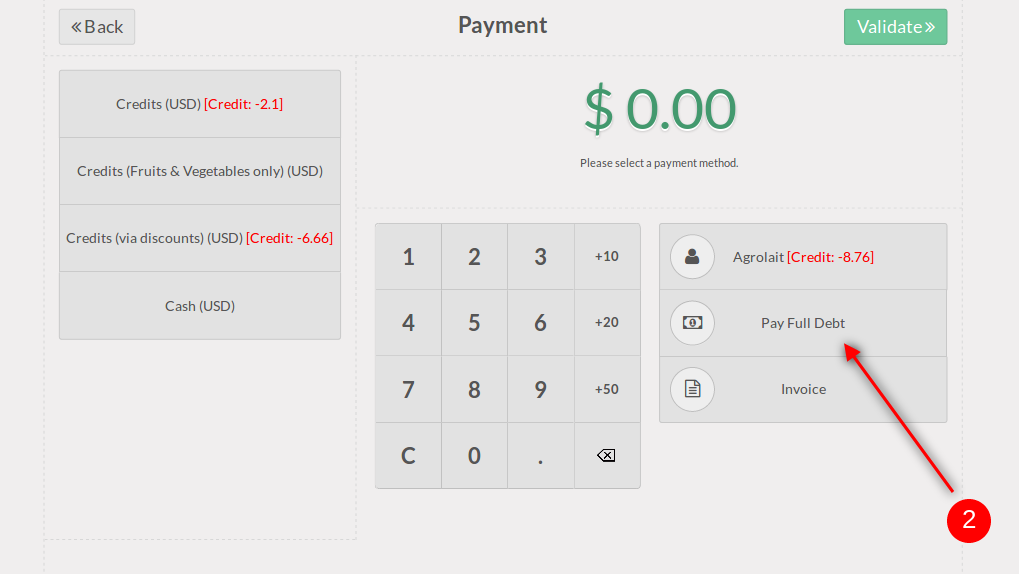 Back
Payment
Validate
Credits (USD) [Credit: -2.1]
Credits (Fruits & Vegetables only) (USD)
Credits (via discounts) (USD) [Credit: -6.66]
Cash (USD)
$ 0.00
Please select a payment method.
1 2 3 +10
4 5 6 +20
7 8 9 +50
C 0 .
Agrolait [Credit: -8.76]
Pay Full Debt
Invoice
2